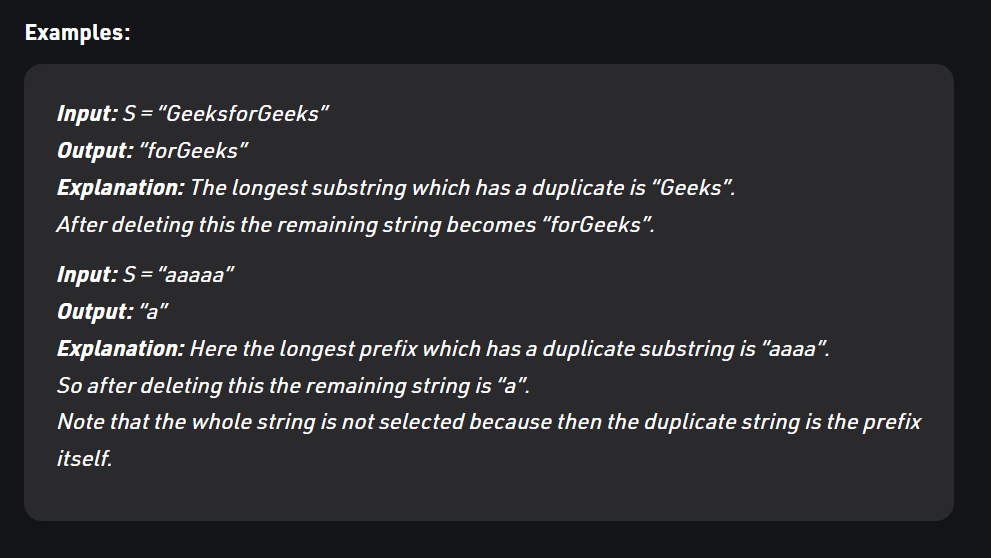 Examples:
Input: S = “GeeksforGeeks”
Output: “forGeeks”
Explanation: The longest substring which has a duplicate is “Geeks”.
After deleting this the remaining string becomes “forGeeks”.
Input: S = “aaaaa”
Output: “a”
Explanation: Here the longest prefix which has a duplicate substring is “aaaa”.
So after deleting this the remaining string is “a”.
Note that the whole string is not selected because then the duplicate string is the prefix
itself.